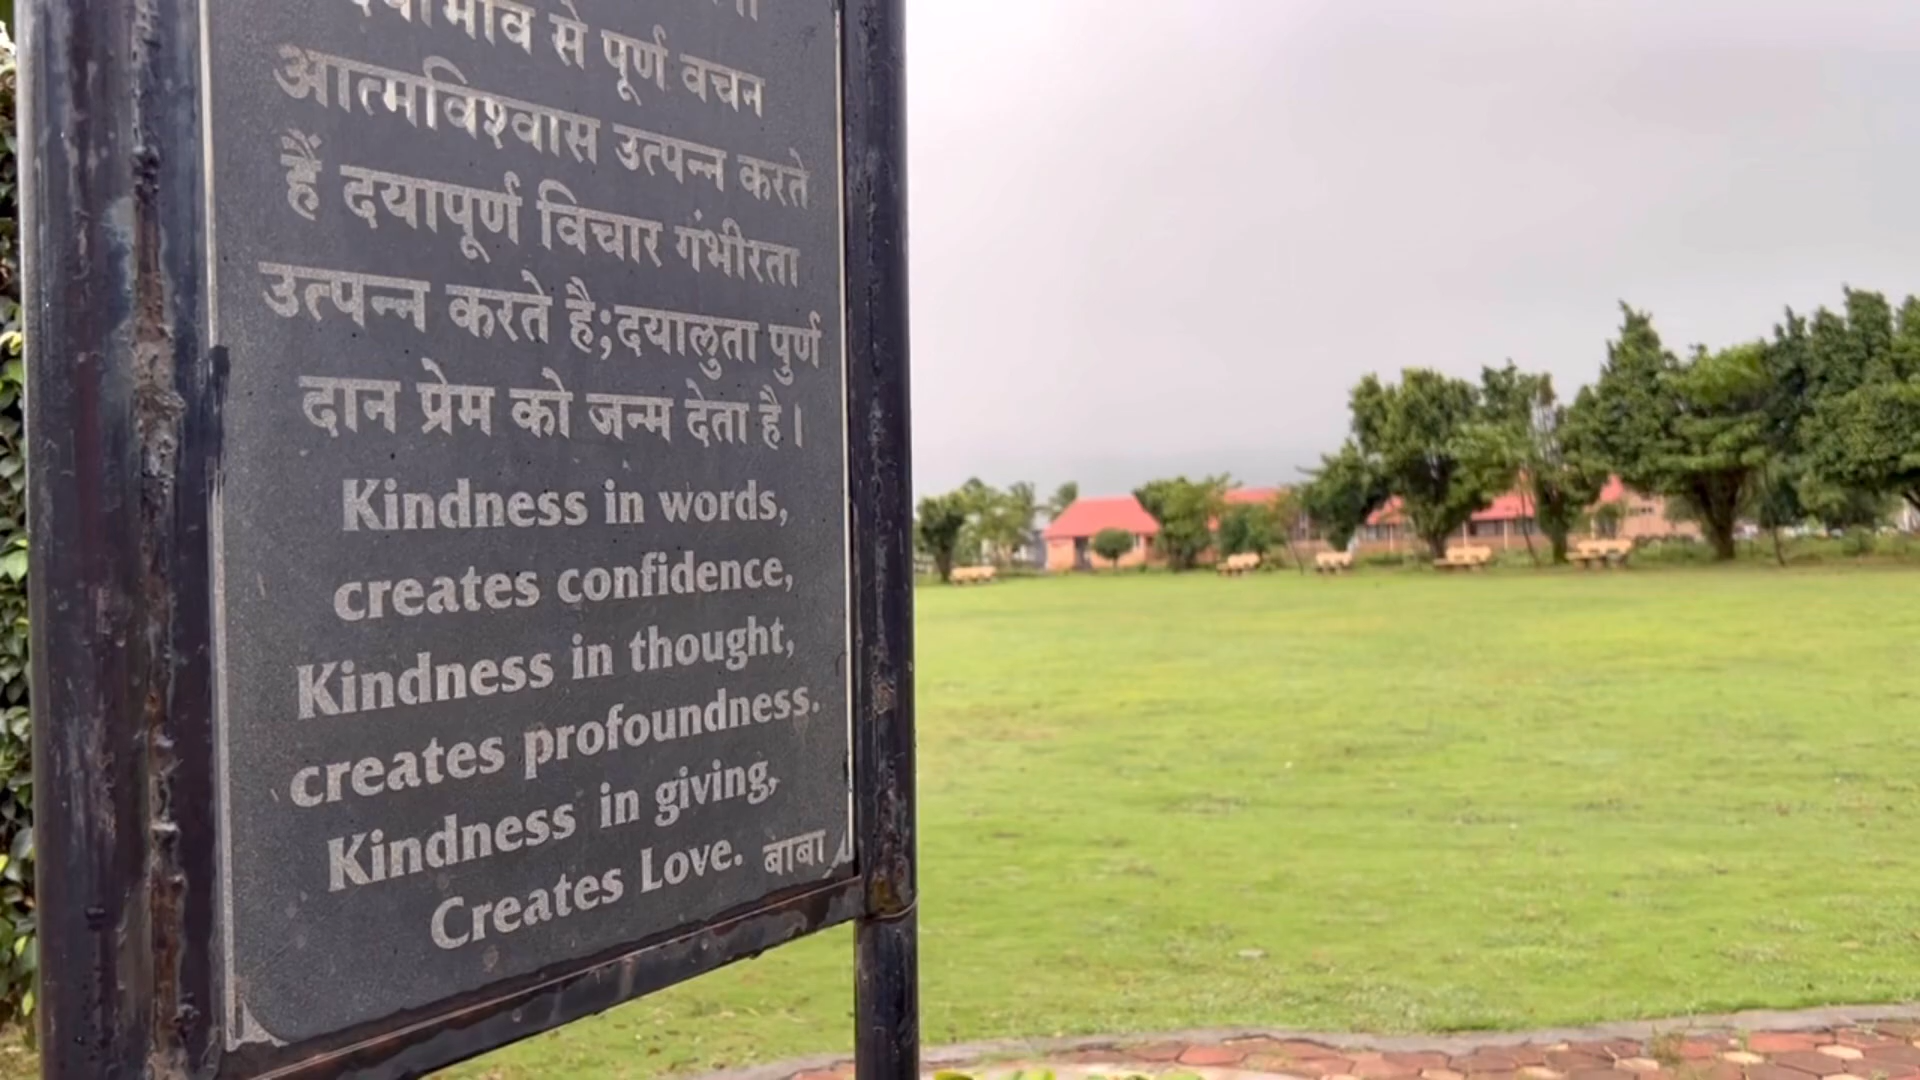 से पूर्ण वचन
आत्मविश्वास उत्पन्न करते
हैं दयापूर्ण विचार गंभीरता
उत्पन्न करते है;दयालुता पुर्ण
दान प्रेम को जन्म देता है।
Kindness in words,
creates confidence,
Kindness in thought,
creates profoundness.
Kindness in giving,
Creates Love. बाबा